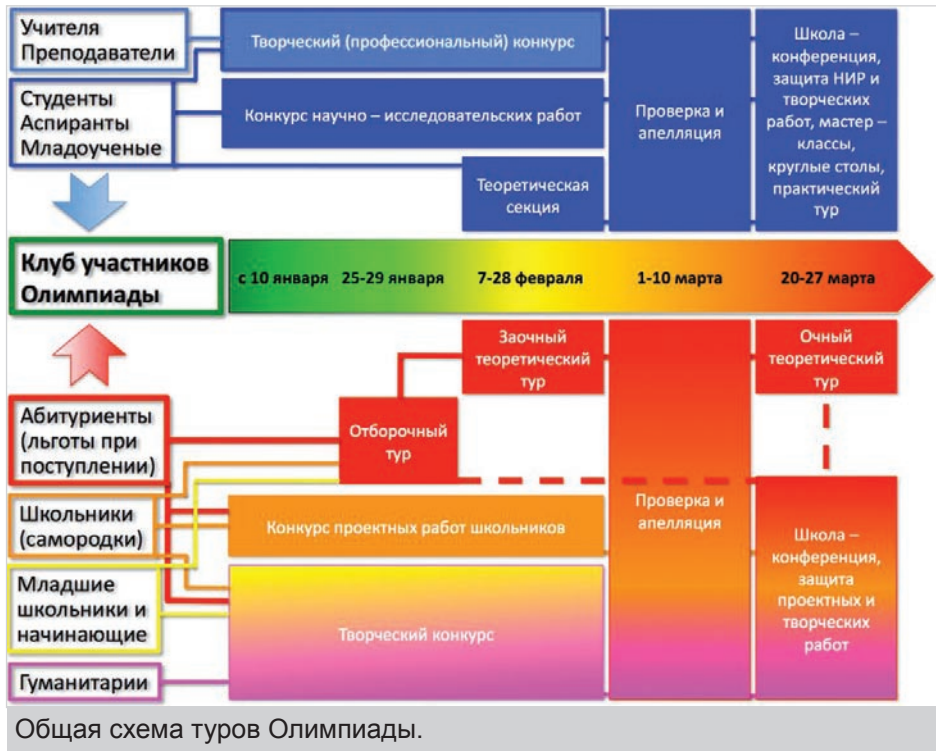 Учителя
Преподаватели
Творческий (профессиональный) конкурс
Студенты
Аспиранты
Младоученые
Конкурс научно – исследовательских работ
Теоретическая
секция
Проверка и
апелляция
Школа –
конференция,
защита НИР и
творческих
работ, мастер –
классы,
круглые столы,
практический
тур
Клуб участников
Олимпиады
с 10 января
25-29 января
7-28 февраля
1-10 марта
20-27 марта
Заочный
теоретический
тур
Очный
теоретический
тур
Абитуриенты
(льготы при
поступлении)
Отборочный
тур
Школьники
(самородки)
Конкурс проектных работ школьников
Проверка и
апелляция
Школа –
конференция,
защита
проектных и
творческих
работ
Младшие
школьники и
начинающие
Творческий конкурс
Гуманитарии
Общая схема туров Олимпиады.